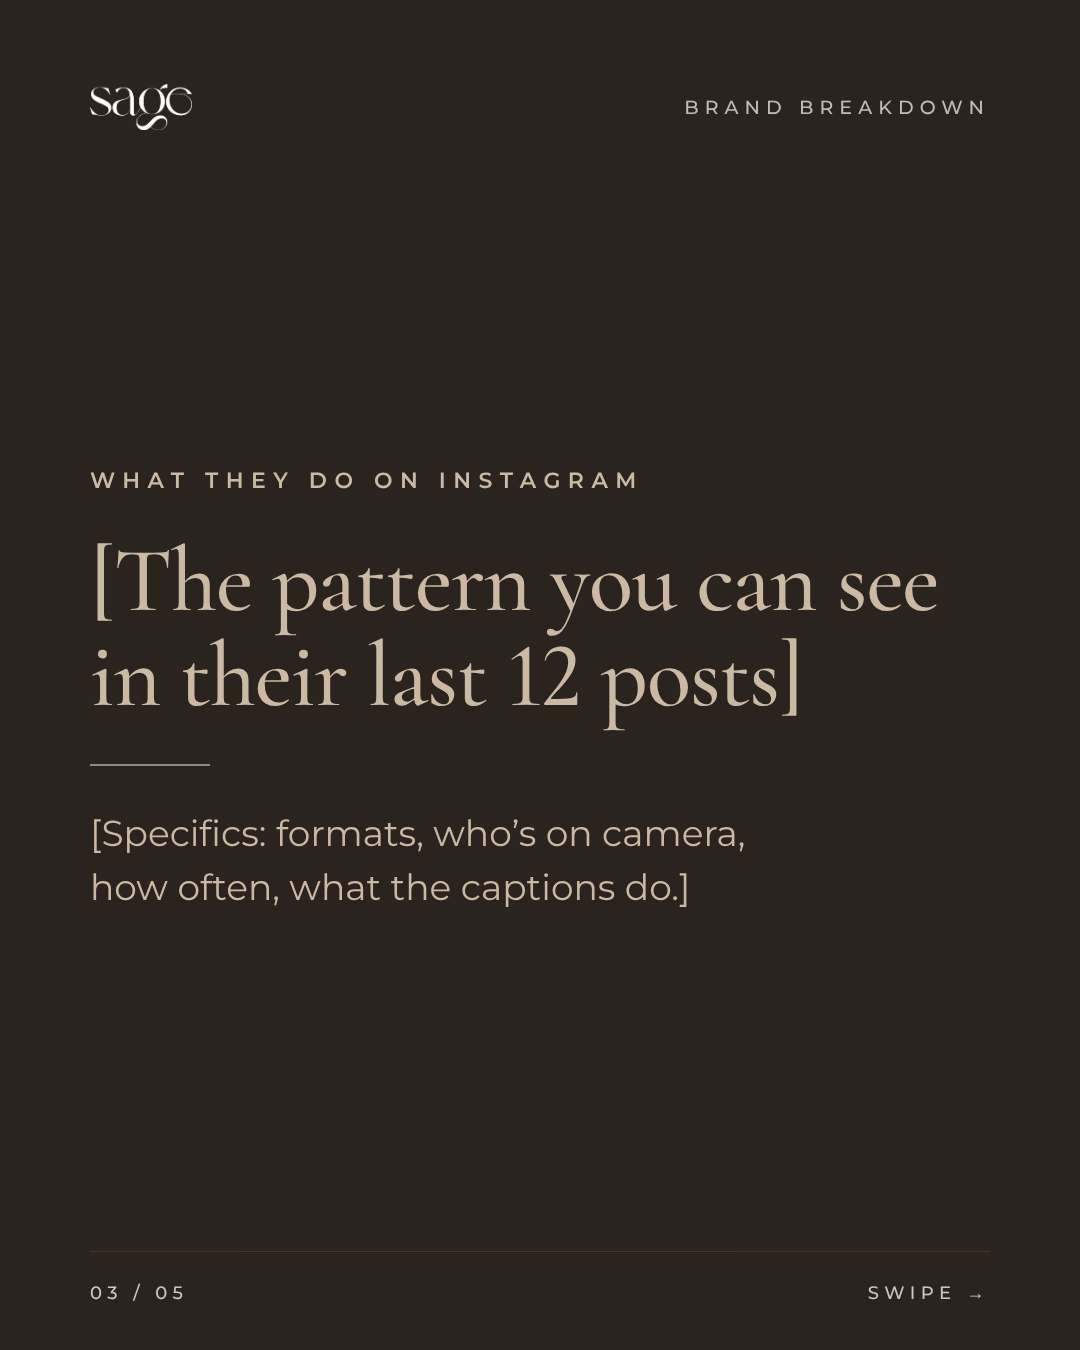 sage
BRAND BREAKDOWN
WHAT THEY DO ON INSTAGRAM
[The pattern you can see
in their last 12 posts]
[Specifics: formats, who’s on camera,
how often, what the captions do.]
03 / 05
SWIPE →